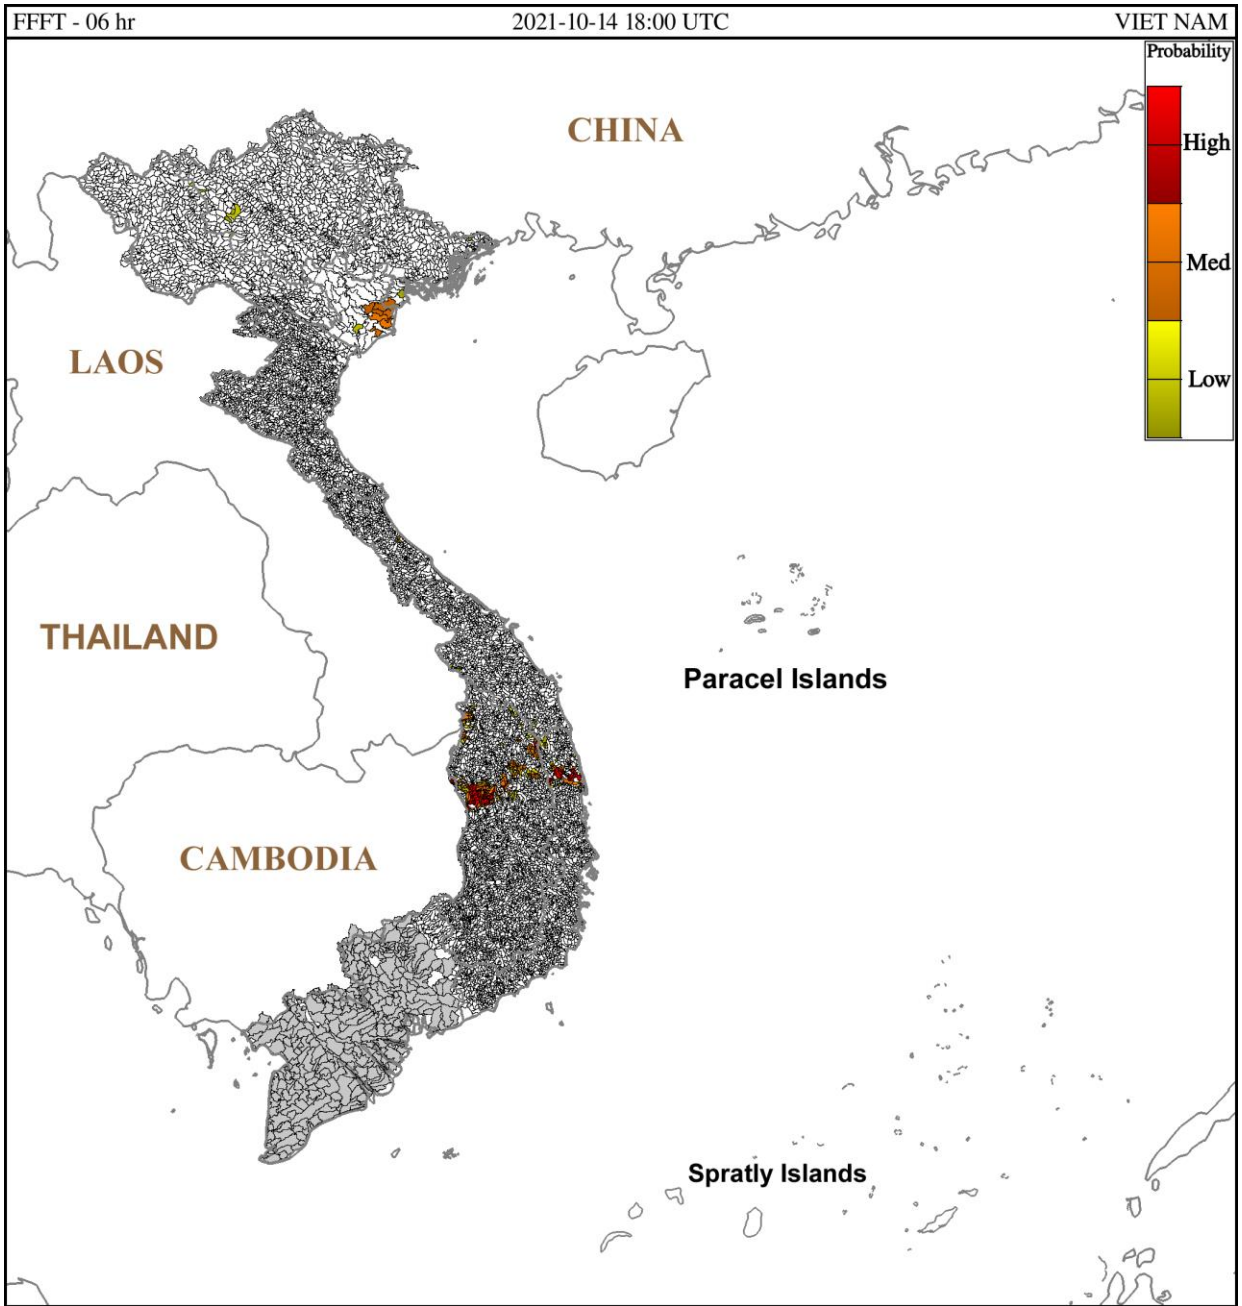 FFFT - 06 hr 2021-10-14 18:00 UTC VIET NAM
Probability
CHINA
High
Med
LAOS
Low
THAILAND
Paracel Islands
CAMBODIA
Spratly Islands